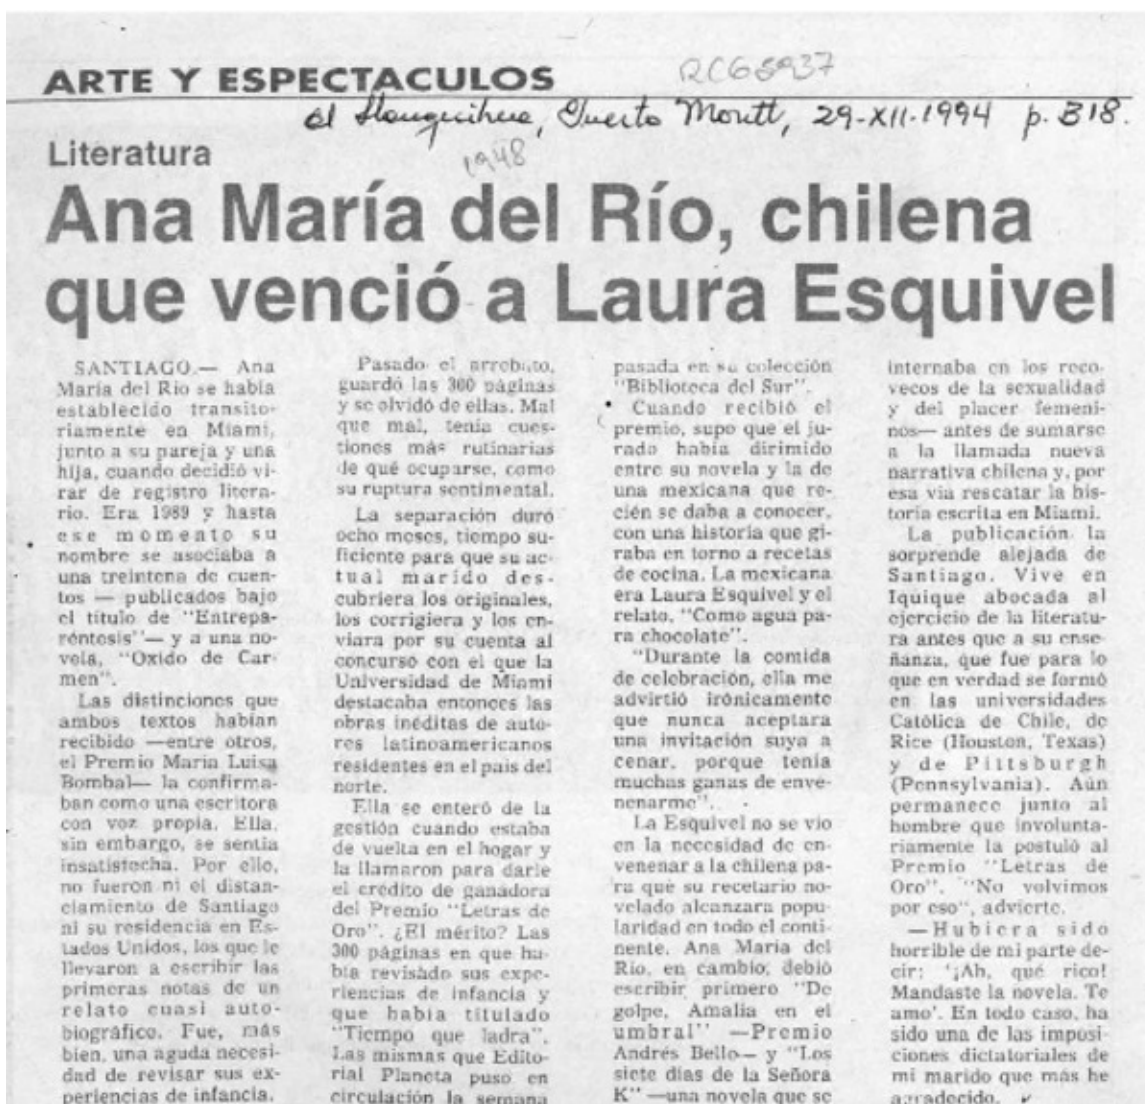 ARTE Y ESPECTACULOS
RCG6937
El Llanquihue, Puerto Montt, 29-XII-1994 p. B18.
Literatura
1948
Ana María del Río, chilena
que venció a Laura Esquivel
SANTIAGO.— Ana
María del Río se había
establecido transito-
riamente en Miami,
junto a su pareja y una
hija, cuando decidió vi-
rar de registro litera-
rio. Era 1989 y hasta
ese momento su
nombre se asociaba a
una treintena de cuen-
tos — publicados bajo
el título de "Entrepa-
réntesis"— y a una no-
vela, "Oxido de Car-
men".
Las distinciones que
ambos textos habían
recibido —entre otros,
el Premio María Luisa
Bombal— la confirma-
ban como una escritora
con voz propia. Ella,
sin embargo, se sentía
insatisfecha. Por ello,
no fueron ni el distan-
ciamiento de Santiago
ni su residencia en Es-
tados Unidos, los que le
llevaron a escribir las
primeras notas de un
relato cuasi auto-
biográfico. Fue, más
bien, una aguda necesi-
dad de revisar sus ex-
periencias de infancia.
Pasado el arrebato,
guardó las 300 páginas
y se olvidó de ellas. Mal
que mal, tenía cues-
tiones más rutinarias
de qué ocuparse, como
su ruptura sentimental.
La separación duró
ocho meses, tiempo su-
ficiente para que su ac-
tual marido des-
cubriera los originales,
los corrigiera y los en-
viara por su cuenta al
concurso con el que la
Universidad de Miami
destacaba entonces las
obras inéditas de auto-
res latinoamericanos
residentes en el país del
norte.
Ella se enteró de la
gestión cuando estaba
de vuelta en el hogar y
la llamaron para darle
el crédito de ganadora
del Premio "Letras de
Oro". ¿El mérito? Las
300 páginas en que ha-
bía revisado sus expe-
riencias de infancia y
que había titulado
"Tiempo que ladra".
Las mismas que Edito-
rial Planeta puso en
circulación la semana
pasada en su colección
"Biblioteca del Sur".
Cuando recibió el
premio, supo que el ju-
rado había dirimido
entre su novela y la de
una mexicana que re-
cién se daba a conocer,
con una historia que gi-
raba en torno a recetas
de cocina. La mexicana
era Laura Esquivel y el
relato, "Como agua pa-
ra chocolate".
"Durante la comida
de celebración, ella me
advirtió irónicamente
que nunca aceptara
una invitación suya a
cenar, porque tenía
muchas ganas de enve-
nenarme".
La Esquivel no se vio
en la necesidad de en-
venenar a la chilena pa-
ra que su recetario no-
velado alcanzara popu-
laridad en todo el conti-
nente. Ana María del
Río, en cambio, debió
escribir primero "De
golpe, Amalia en el
umbral" —Premio
Andrés Bello— y "Los
siete días de la Señora
K" —una novela que se
internaba en los reco-
vecos de la sexualidad
y del placer femeni-
nos— antes de sumarse
a la llamada nueva
narrativa chilena y, por
esa vía rescatar la his-
toria escrita en Miami.
La publicación la
sorprende alejada de
Santiago. Vive en
Iquique abocada al
ejercicio de la literatu-
ra antes que a su ense-
ñanza, que fue para lo
que en verdad se formó
en las universidades
Católica de Chile, de
Rice (Houston, Texas)
y de Pittsburgh
(Pennsylvania). Aún
permanece junto al
hombre que involunta-
riamente la postuló al
Premio "Letras de
Oro". "No volvimos
por eso", advierte.
—Hubiera sido
horrible de mi parte de-
cir: '¡Ah, qué rico!
Mandaste la novela. Te
amo'. En todo caso, ha
sido una de las imposi-
ciones dictatoriales de
mi marido que más he
agradecido.